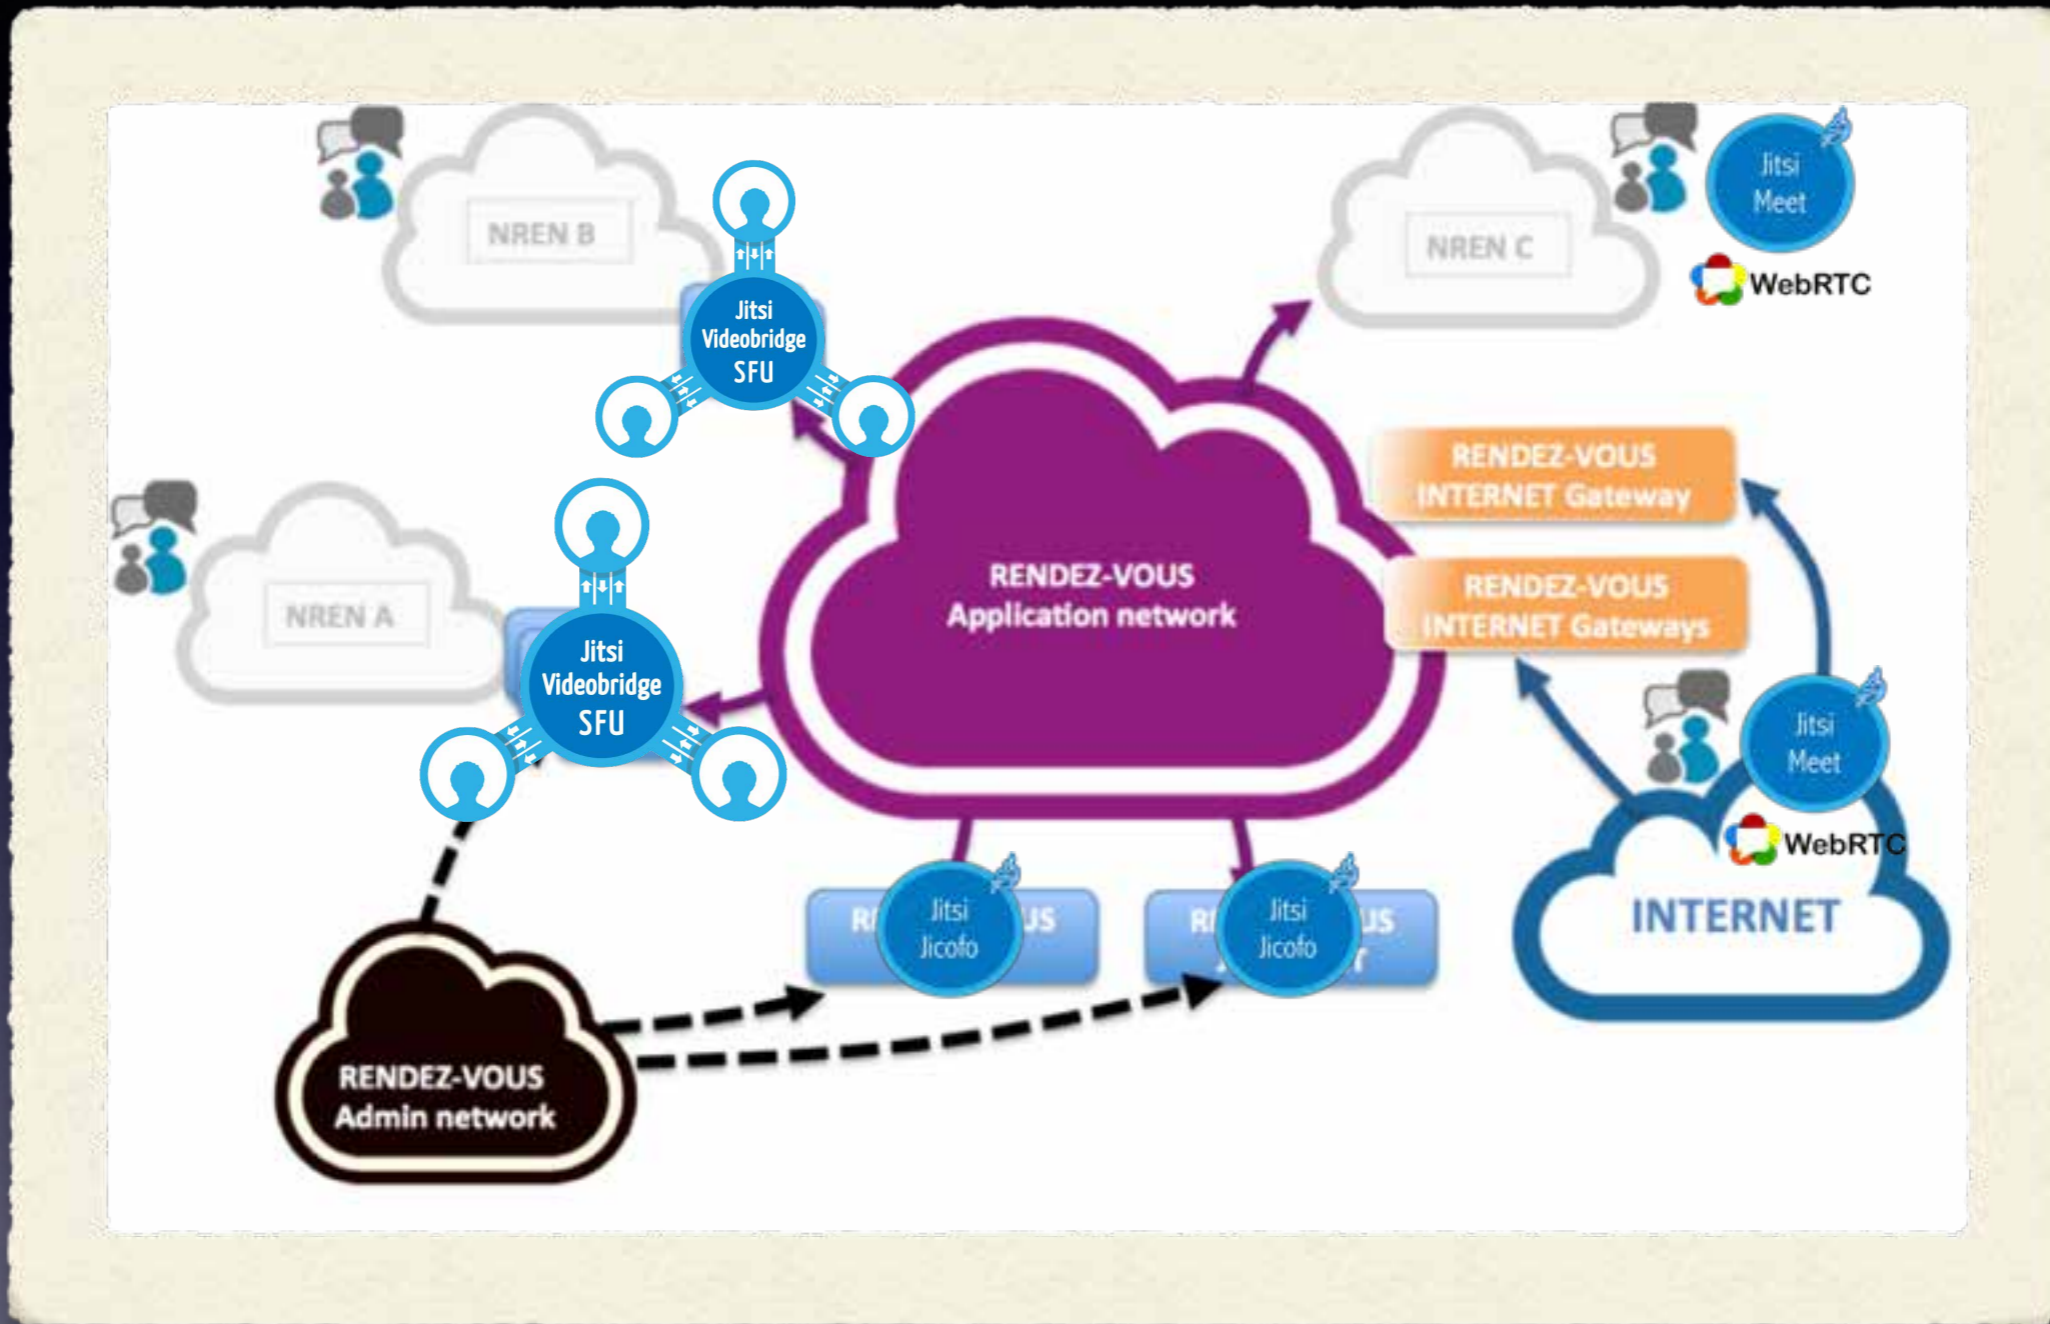 NREN B
Jitsi
Videobridge
SFU
NREN C
Jitsi
Meet
WebRTC
NREN A
Jitsi
Videobridge
SFU
RENDEZ-VOUS
Application network
RENDEZ-VOUS
INTERNET Gateway
RENDEZ-VOUS
INTERNET Gateways
Jitsi
Meet
WebRTC
INTERNET
Jitsi
Jicofo
Jitsi
Jicofo
RENDEZ-VOUS
Admin network